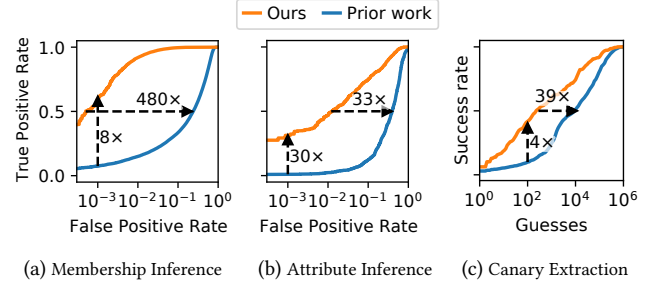 Ours Prior work
True Positive Rate
1.0
0.5
0.0
480×
8×
10⁻³ 10⁻² 10⁻¹ 10⁰
False Positive Rate
33×
30×
10⁻³ 10⁻² 10⁻¹ 10⁰
False Positive Rate
Success rate
39×
4×
10⁰ 10² 10⁴ 10⁶
Guesses
(a) Membership Inference
(b) Attribute Inference
(c) Canary Extraction